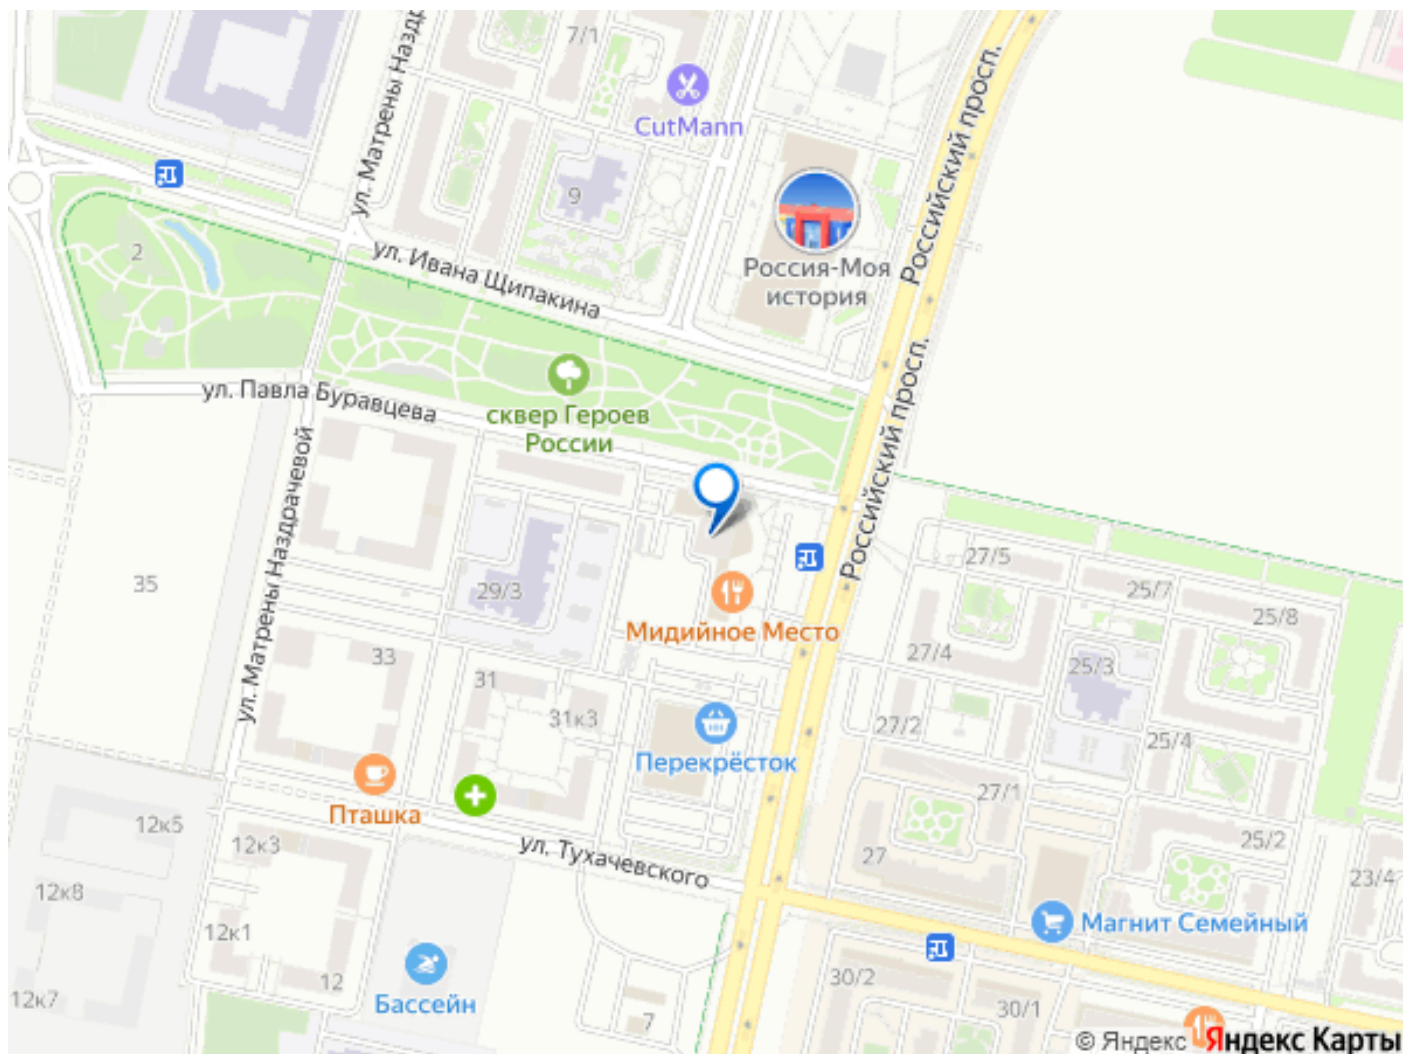 7/1
ул. Матрены Назд
CutMann
9
2
ул. Ивана Щипакина
Россия-Моя
история
Российский просп.
Российский просп.
Российский просп.
ул. Павла Буравцева
сквер Героев
России
ул. Матрены Наздрачевой
35
29/3
Мидийное Место
27/5
25/7
25/8
27/4
25/3
33
31
31к3
27/2
25/4
Перекрёсток
27/1
Пташка
12к5
12к3
ул. Тухачевского
27
25/2
23/4
12к8
12к1
Магнит Семейный
12
Бассейн
30/2
12к7
7
30/1
© Яндекс Яндекс Карты